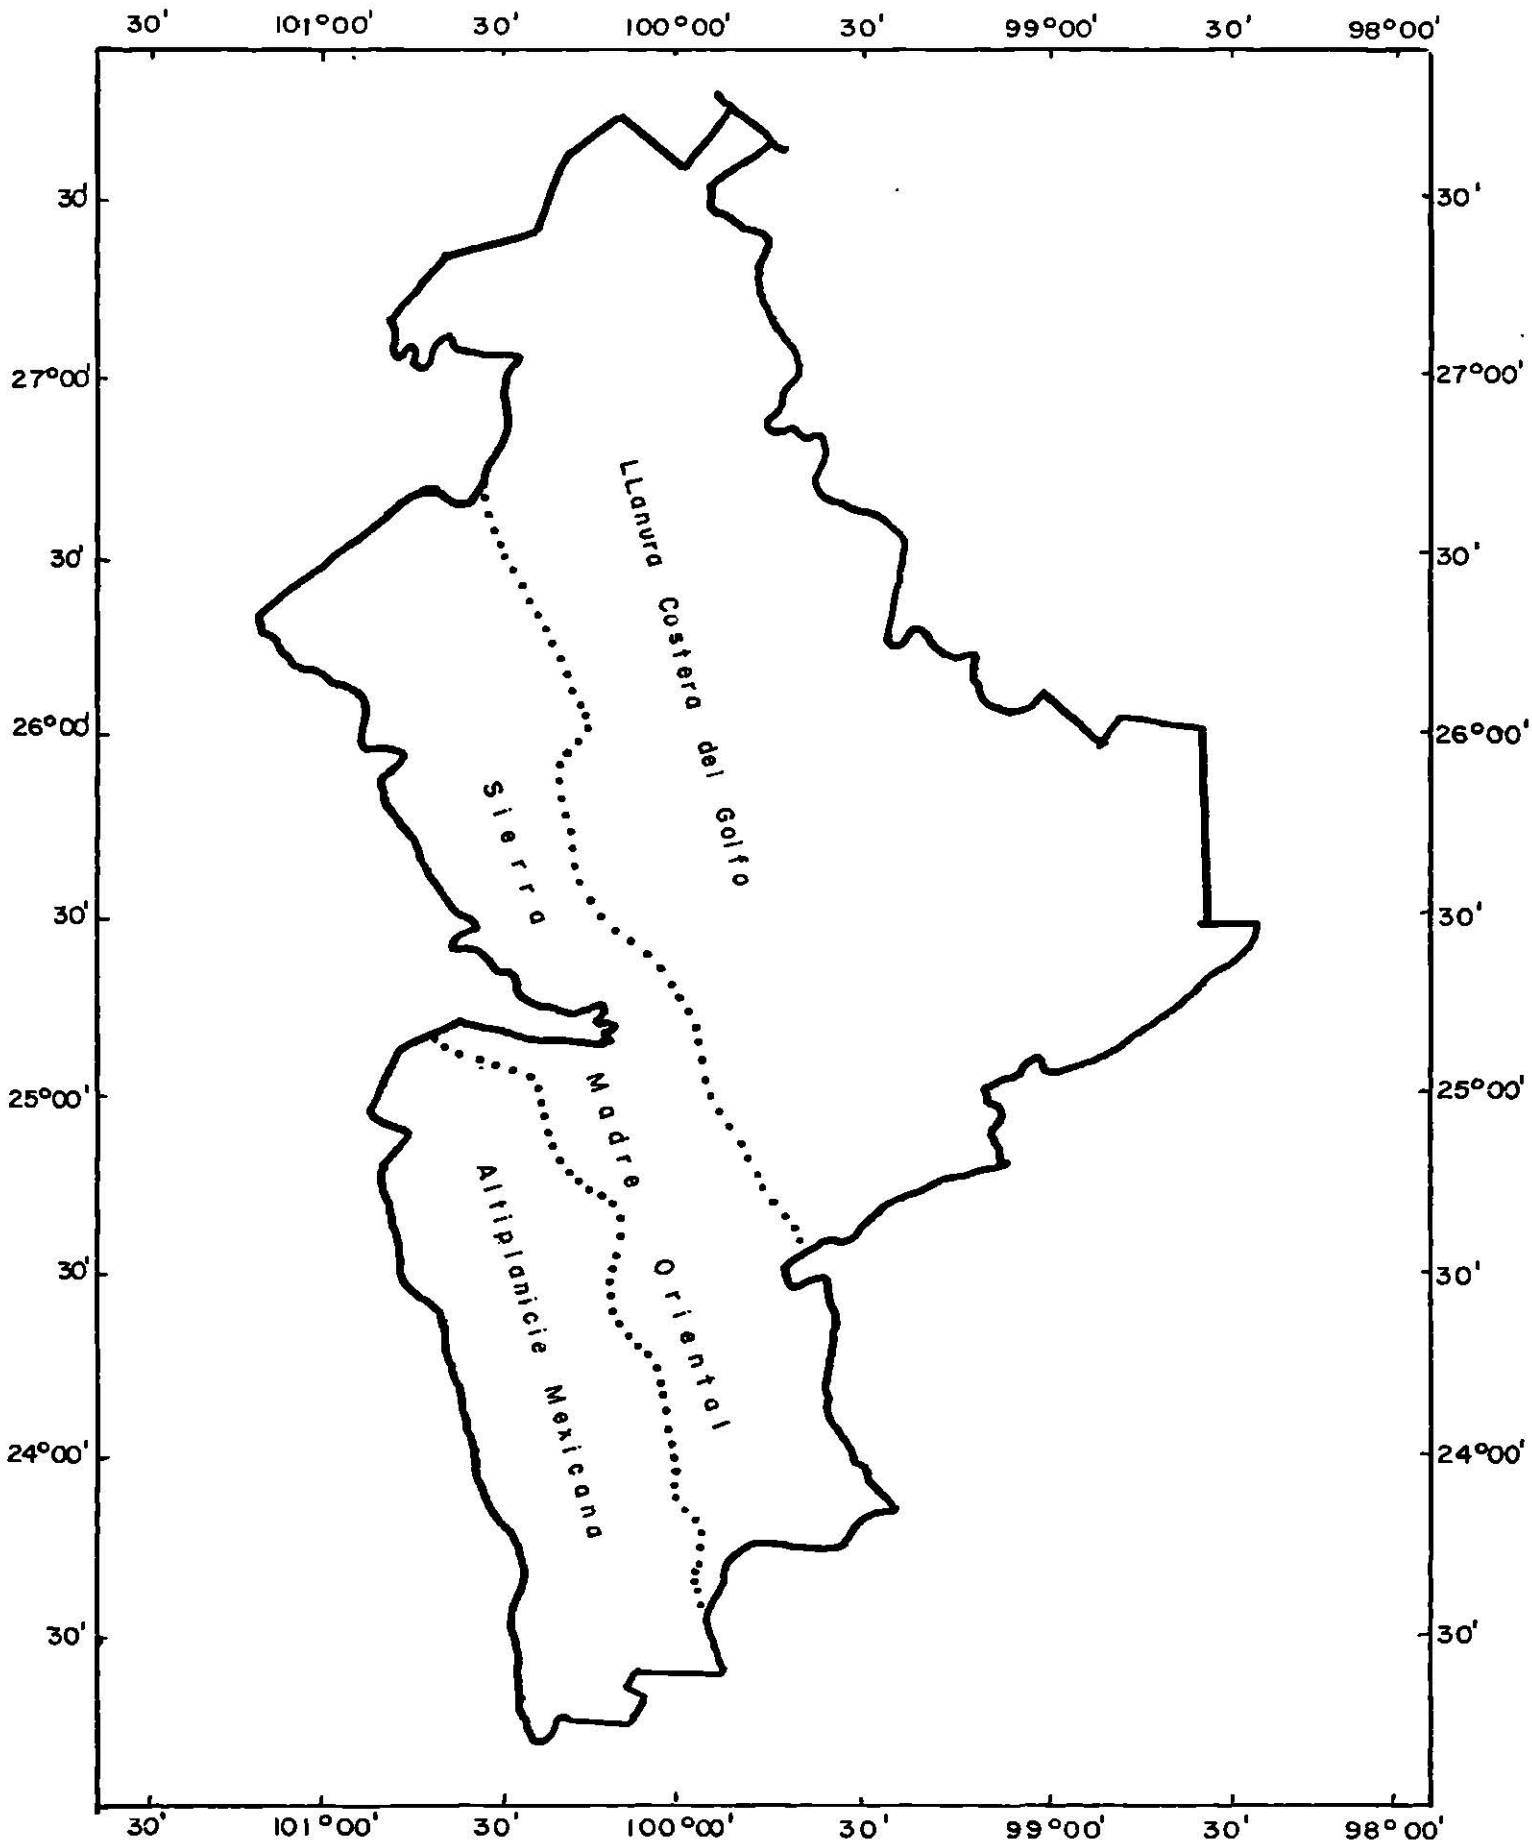 30' 101°00' 30' 100°00' 30' 99°00' 30' 98°00'
30' 30'
27°00' 27°00'
LLanura Costera del Golfo
30' 30'
26°00' 26°00'
Sierra Madre Oriental
30' 30'
25°00' 25°00'
Altiplanicie Mexicana
30' 30'
24°00' 24°00'
30' 30'
30' 101°00' 30' 100°00' 30' 99°00' 30' 98°00'